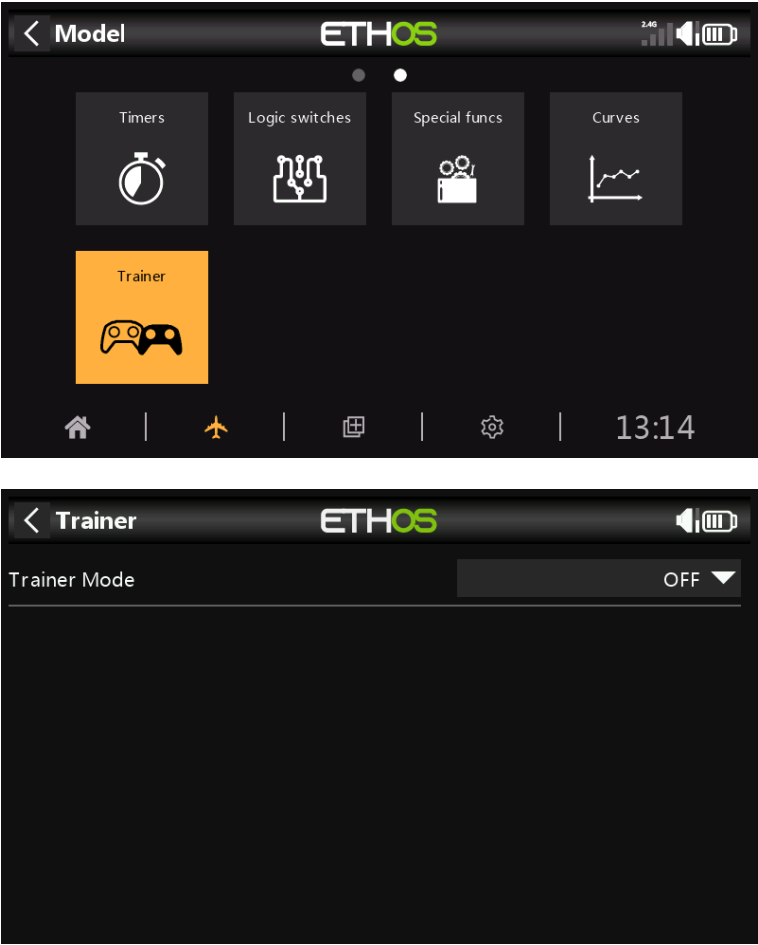 Model
ETHOS
2.4G
Timers
Logic switches
Special funcs
Curves
Trainer
13:14
Trainer
ETHOS
Trainer Mode
OFF